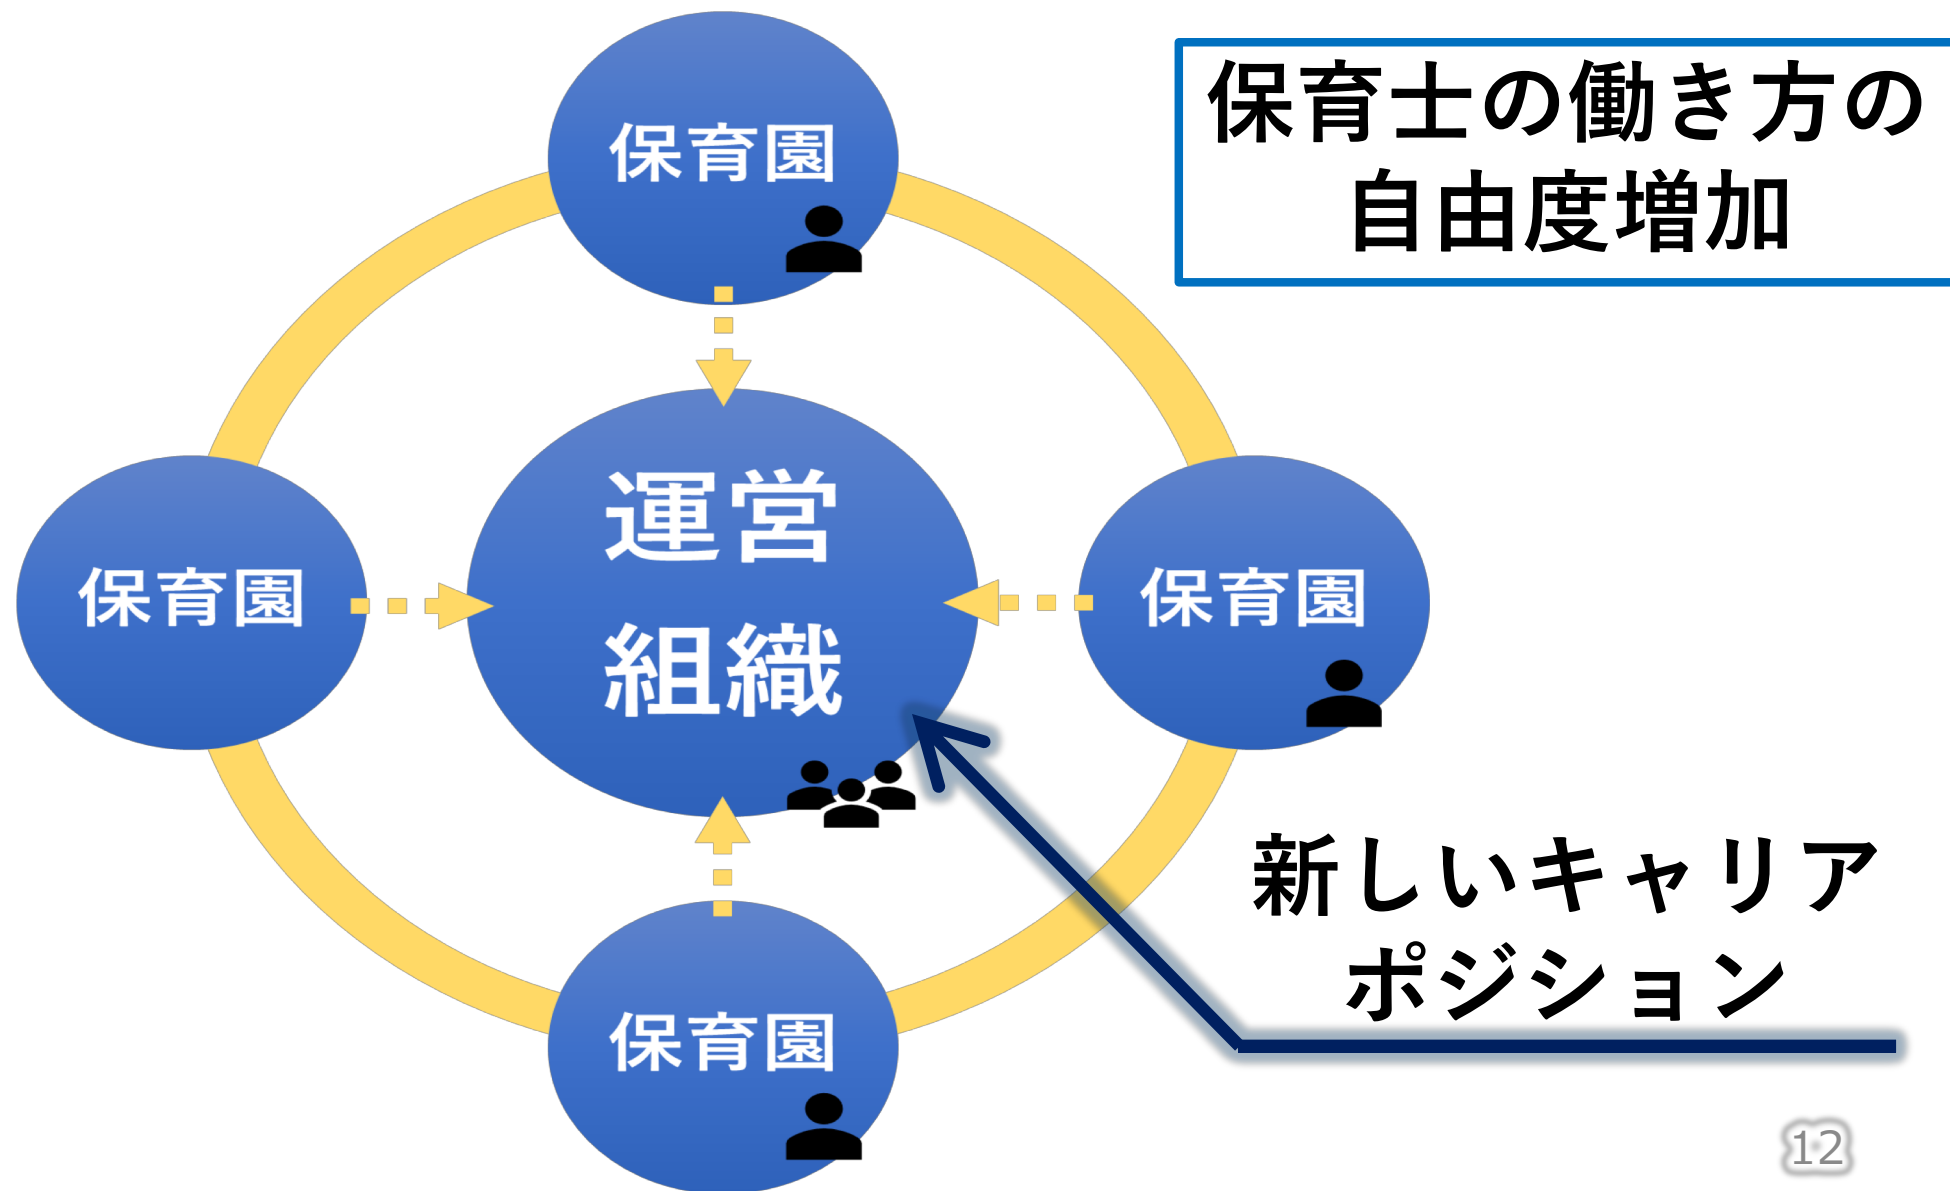 保育園
保育士の働き方の
自由度増加
運営
組織
保育園
保育園
新しいキャリア
ポジション
保育園
12